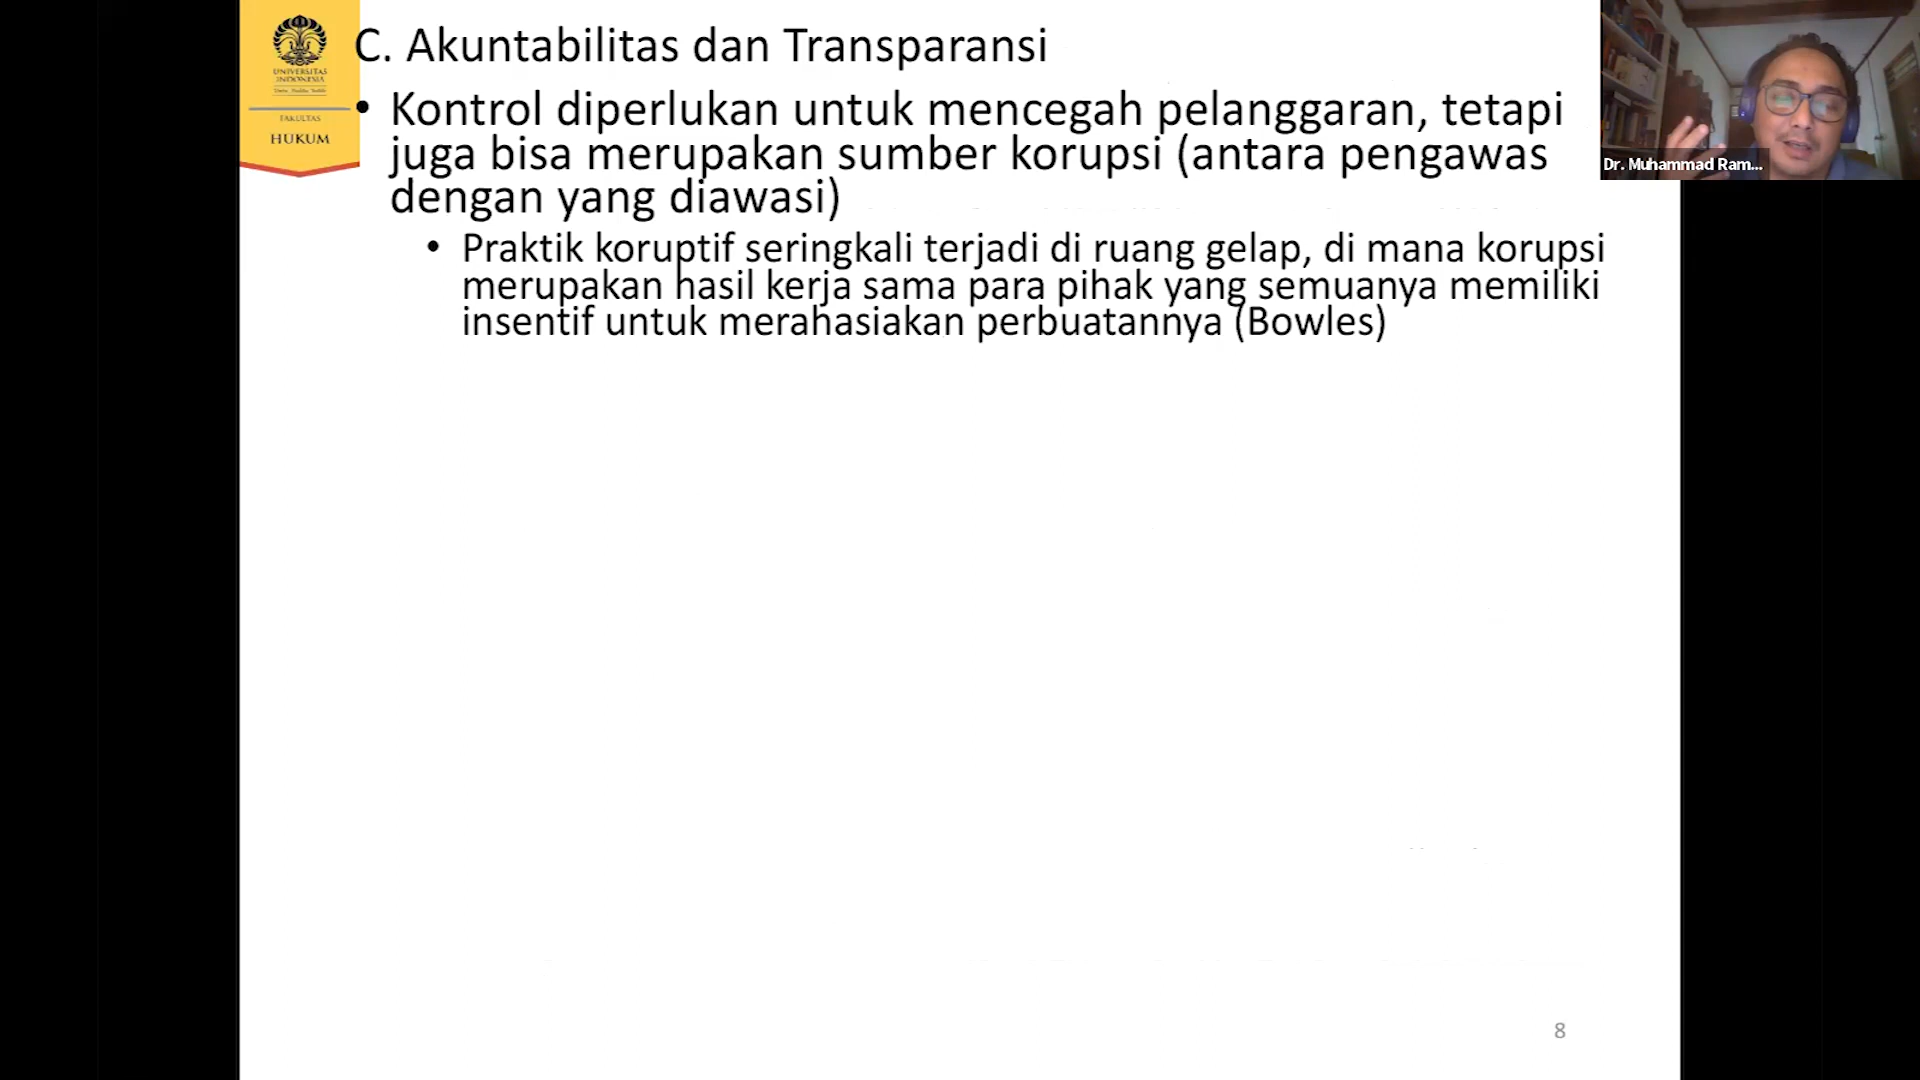 UNIVERSITAS
INDONESIA
FAKULTAS
HUKUM
C. Akuntabilitas dan Transparansi
• Kontrol diperlukan untuk mencegah pelanggaran, tetapi
juga bisa merupakan sumber korupsi (antara pengawas
dengan yang diawasi)
• Praktik koruptif seringkali terjadi di ruang gelap, di mana korupsi
merupakan hasil kerja sama para pihak yang semuanya memiliki
insentif untuk merahasiakan perbuatannya (Bowles)
Dr. Muhammad Ram...
8